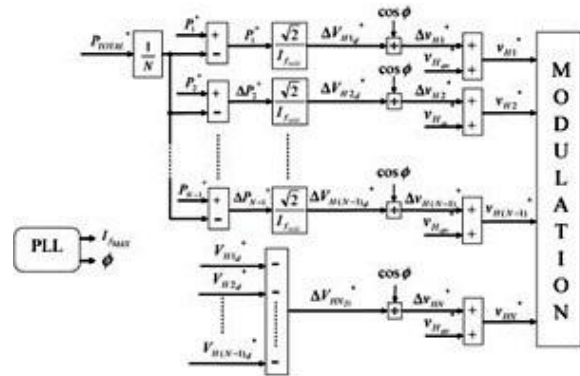 P_TOTAL*
1/N
P_1*
+
−
P_1*
√2
I_fMAX
ΔV_H1d*
cos ϕ
÷
Δv_H1*
v_Hav
+
+
v_H1*
P_2*
+
−
ΔP_2*
√2
I_fMAX
ΔV_H2d*
cos ϕ
÷
Δv_H2*
v_Hav
+
+
v_H2*
P_N-1*
+
−
ΔP_N-1*
√2
I_fMAX
ΔV_H(N-1)d*
cos ϕ
÷
Δv_H(N-1)*
v_Hav
+
+
v_H(N-1)*
PLL
I_fMAX
ϕ
V_H1d*
−
V_H2d*
−
V_H(N-1)d*
−
cos ϕ
÷
Δv_HN*
v_Hav
+
+
v_HN*
MODULATION